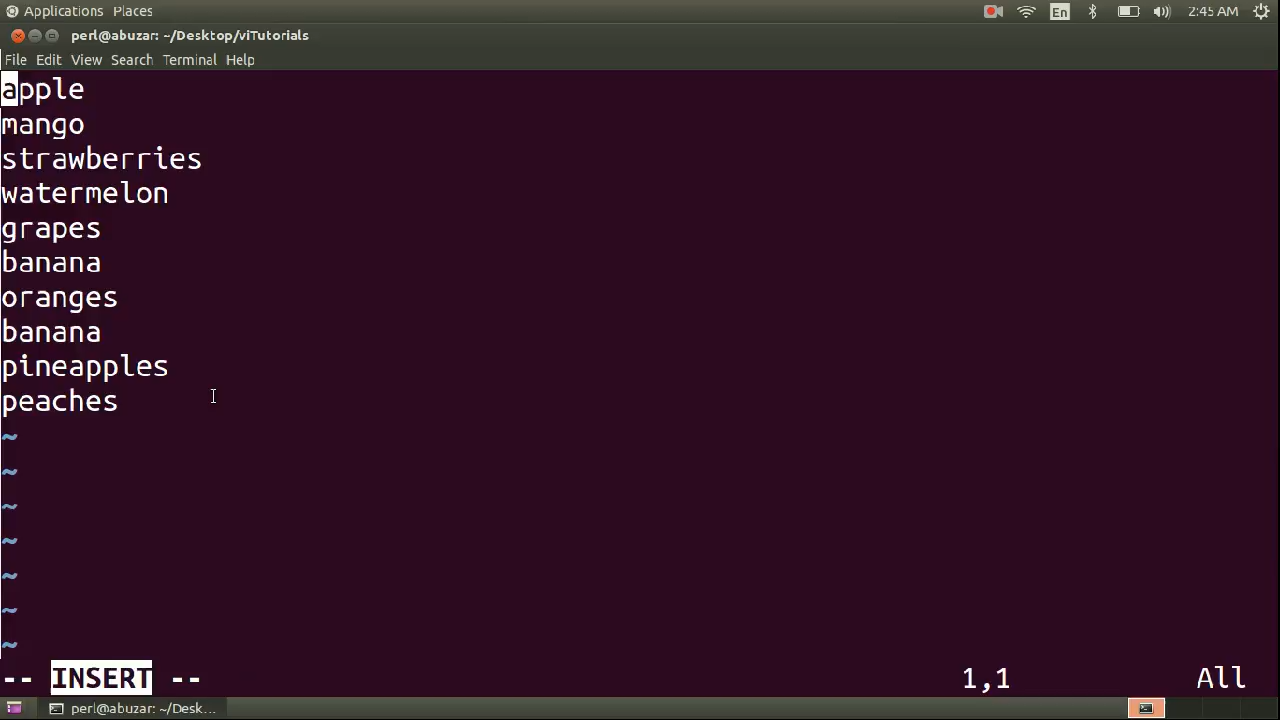 Applications Places En 2:45 AM
perl@abuzar: ~/Desktop/viTutorials
File Edit View Search Terminal Help
apple
mango
strawberries
watermelon
grapes
banana
oranges
banana
pineapples
peaches
~
~
~
~
~
~
~
-- INSERT -- 1,1 All
perl@abuzar: ~/Desk...